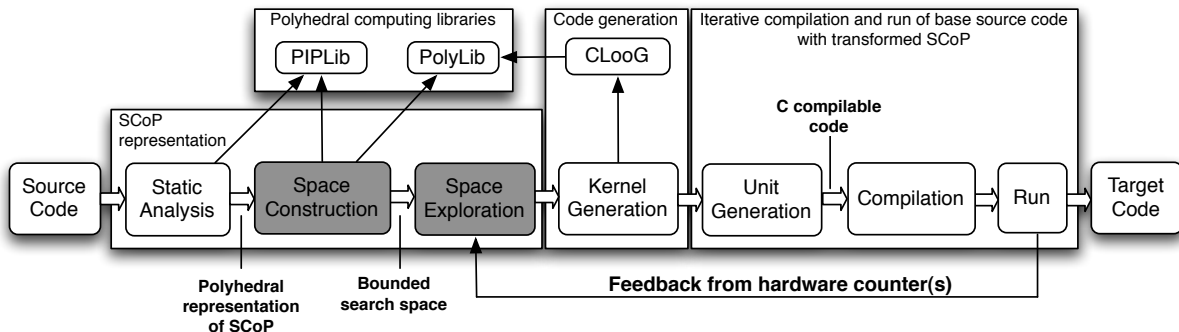 Polyhedral computing libraries
PIPLib
PolyLib
Code generation
CLooG
Iterative compilation and run of base source code
with transformed SCoP
C compilable
code
SCoP
representation
Source
Code
Static
Analysis
Space
Construction
Space
Exploration
Kernel
Generation
Unit
Generation
Compilation
Run
Target
Code
Polyhedral
representation
of SCoP
Bounded
search space
Feedback from hardware counter(s)